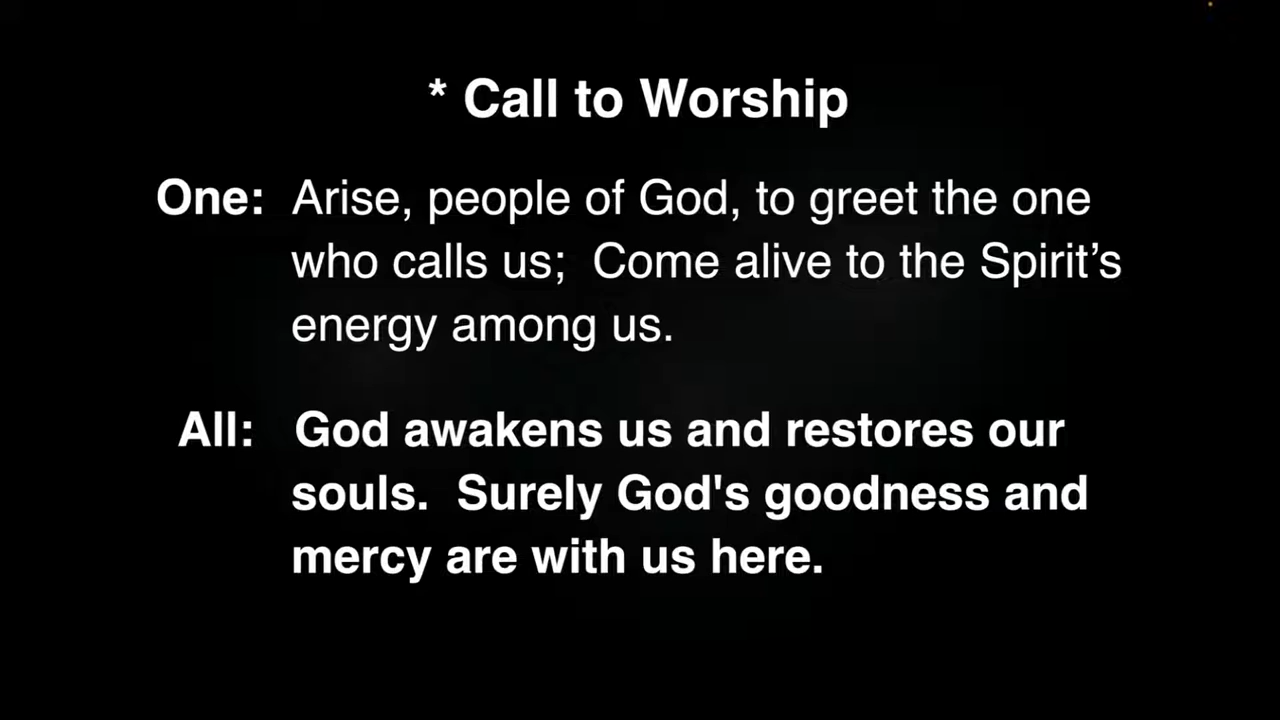 * Call to Worship
One: Arise, people of God, to greet the one
who calls us;  Come alive to the Spirit’s
energy among us.
All: God awakens us and restores our
souls.  Surely God's goodness and
mercy are with us here.